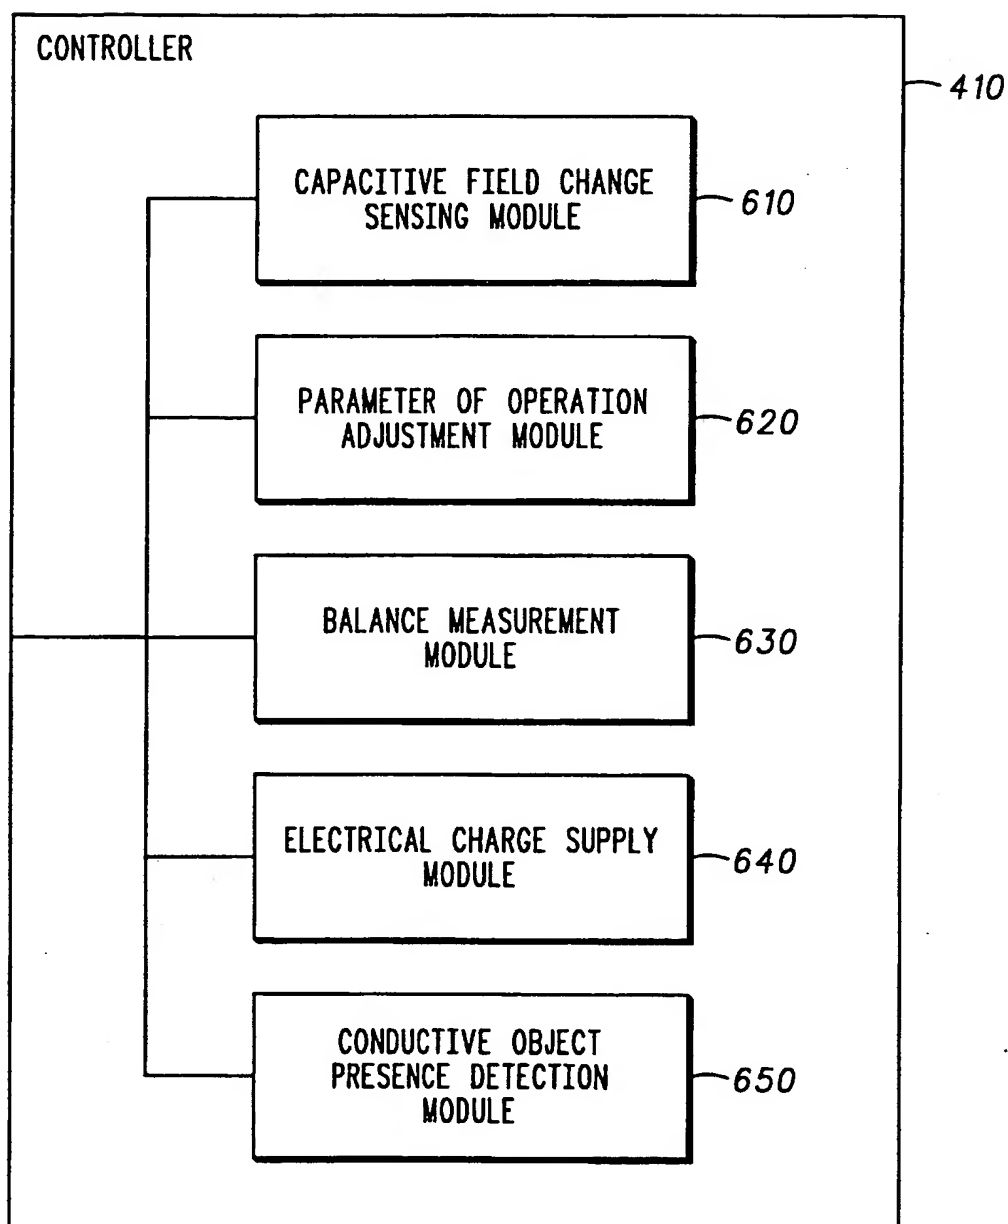 CONTROLLER
410
CAPACITIVE FIELD CHANGE
SENSING MODULE
610
PARAMETER OF OPERATION
ADJUSTMENT MODULE
620
BALANCE MEASUREMENT
MODULE
630
ELECTRICAL CHARGE SUPPLY
MODULE
640
CONDUCTIVE OBJECT
PRESENCE DETECTION
MODULE
650